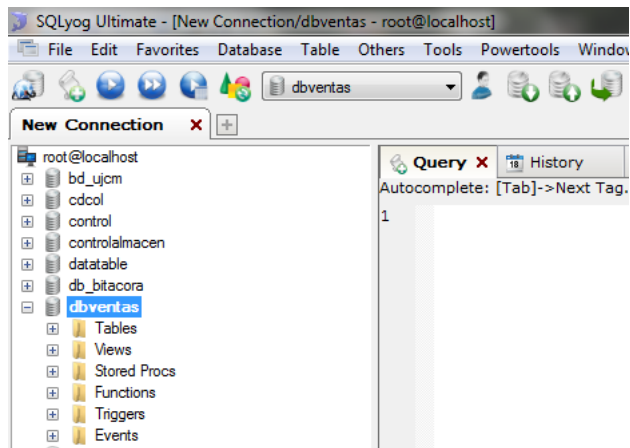 SQLyog Ultimate - [New Connection/dbventas - root@localhost]
File Edit Favorites Database Table Others Tools Powertools Window
dbventas
New Connection
root@localhost
bd_ujcm
cdcol
control
controlalmacen
datatable
db_bitacora
dbventas
Tables
Views
Stored Procs
Functions
Triggers
Events
Query 18 History
Autocomplete: [Tab]->Next Tag.
1